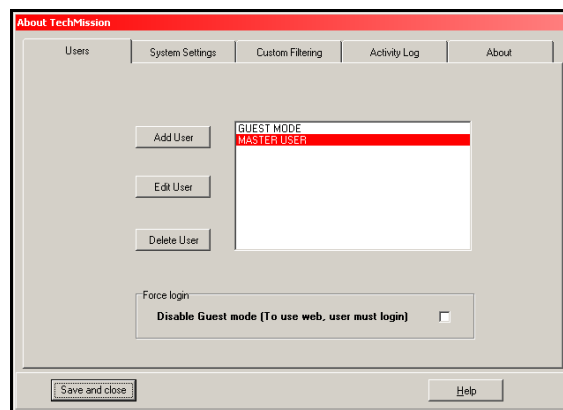 About TechMission
Users
System Settings
Custom Filtering
Activity Log
About
Add User
GUEST MODE
MASTER USER
Edit User
Delete User
Force login
Disable Guest mode (To use web, user must login)
Save and close
Help